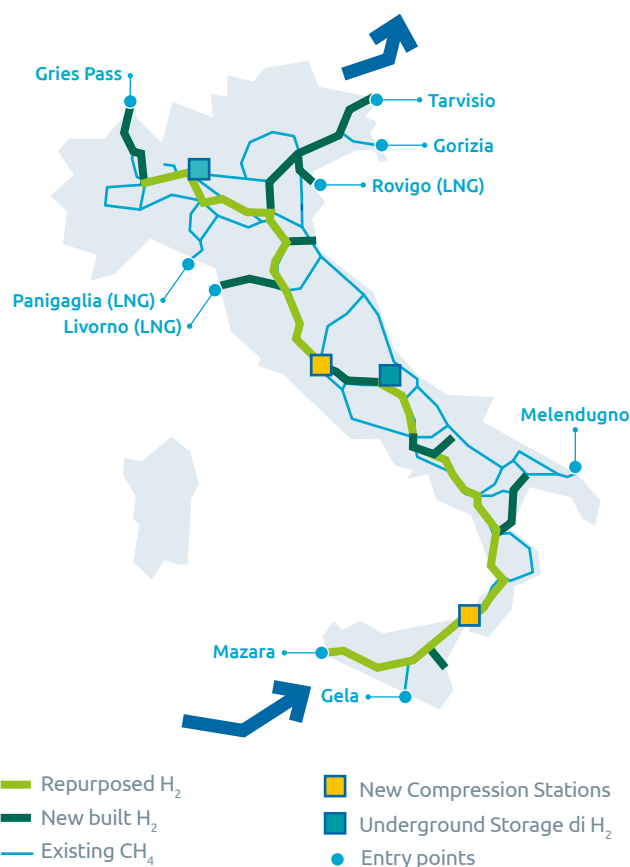 Gries Pass
Tarvisio
Gorizia
Rovigo (LNG)
Panigaglia (LNG)
Livorno (LNG)
Melendugno
Mazara
Gela
Repurposed H₂
New built H₂
Existing CH₄
New Compression Stations
Underground Storage di H₂
Entry points